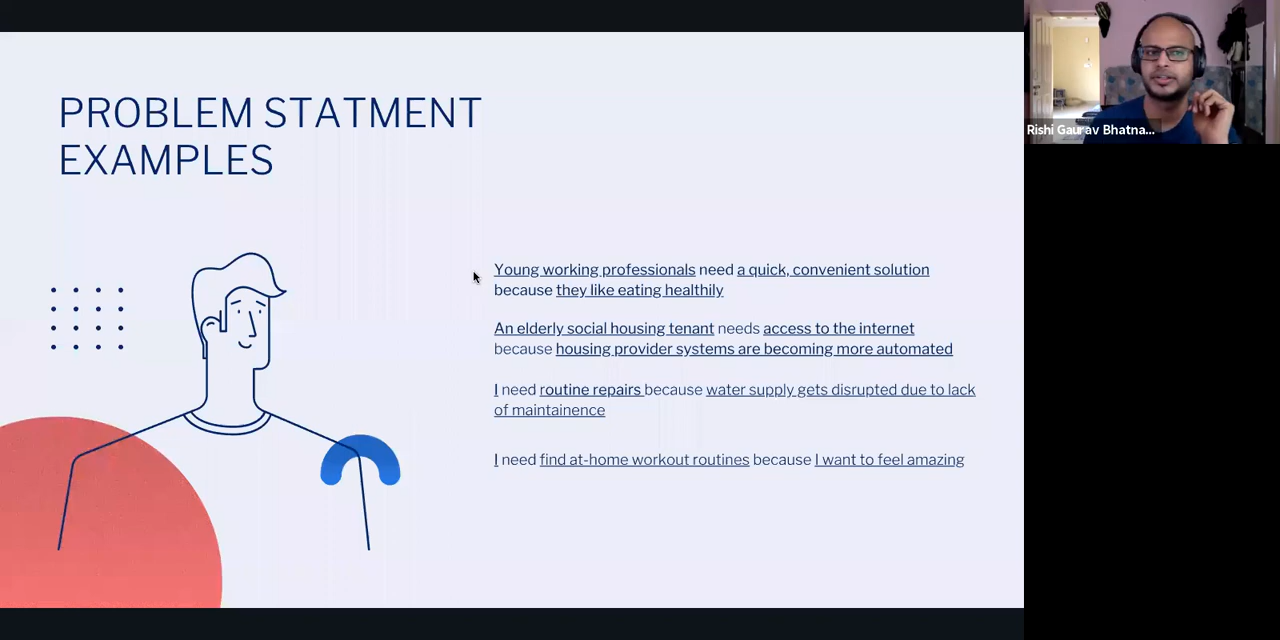 PROBLEM STATMENT
EXAMPLES
Young working professionals need a quick, convenient solution
because they like eating healthily
An elderly social housing tenant needs access to the internet
because housing provider systems are becoming more automated
I need routine repairs because water supply gets disrupted due to lack
of maintainence
I need find at-home workout routines because I want to feel amazing
Rishi Gaurav Bhatna...